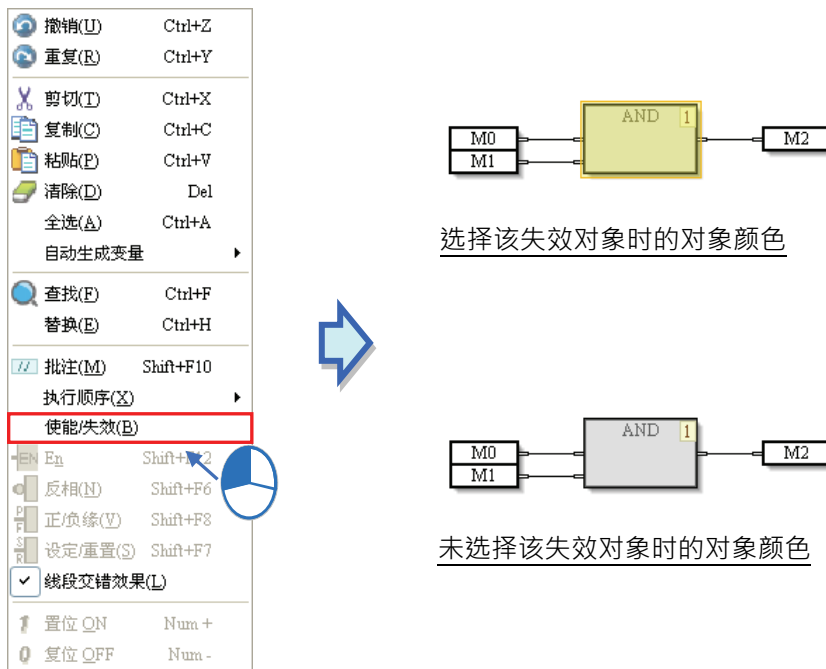 撤销(U) Ctrl+Z
重复(R) Ctrl+Y
剪切(T) Ctrl+X
复制(C) Ctrl+C
粘贴(P) Ctrl+V
清除(D) Del
全选(A) Ctrl+A
自动生成变量
查找(F) Ctrl+F
替换(E) Ctrl+H
批注(M) Shift+F10
执行顺序(X)
使能/失效(B)
EN En Shift+F12
反相(N) Shift+F6
P F 正/负缘(V) Shift+F8
S R 设定/重置(S) Shift+F7
线段交错效果(L)
1 置位 ON Num +
0 复位 OFF Num -
AND 1
M0 M2
M1
选择该失效对象时的对象颜色
AND 1
M0 M2
M1
未选择该失效对象时的对象颜色